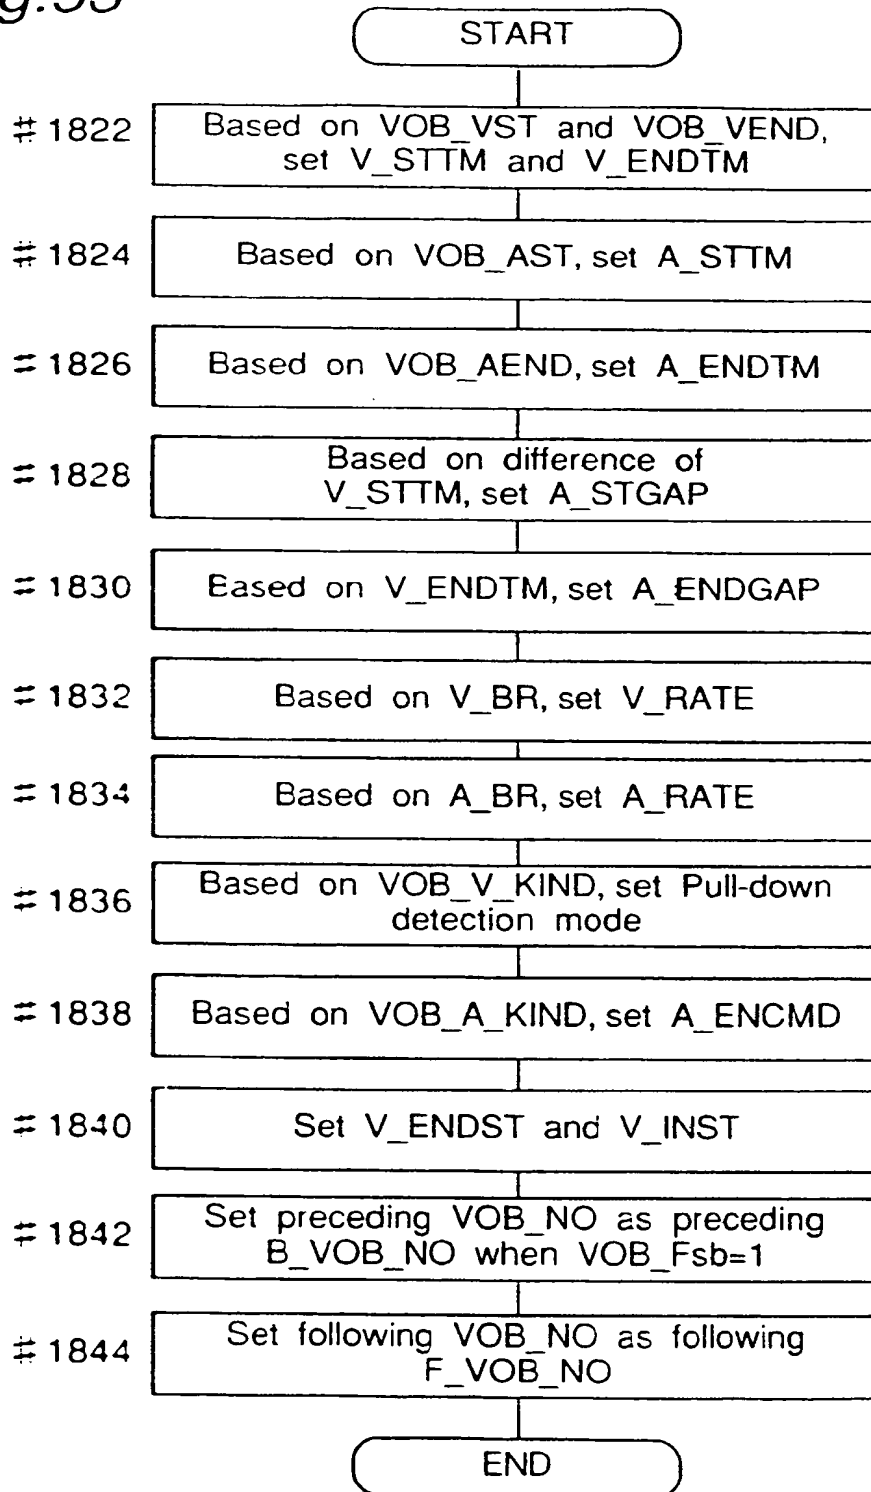 g.53
START
# 1822
Based on VOB_VST and VOB_VEND,
set V_STTM and V_ENDTM
# 1824
Based on VOB_AST, set A_STTM
# 1826
Based on VOB_AEND, set A_ENDTM
# 1828
Based on difference of
V_STTM, set A_STGAP
# 1830
Eased on V_ENDTM, set A_ENDGAP
# 1832
Based on V_BR, set V_RATE
# 1834
Based on A_BR, set A_RATE
# 1836
Based on VOB_V_KIND, set Pull-down
detection mode
# 1838
Based on VOB_A_KIND, set A_ENCMD
# 1840
Set V_ENDST and V_INST
# 1842
Set preceding VOB_NO as preceding
B_VOB_NO when VOB_Fsb=1
# 1844
Set following VOB_NO as following
F_VOB_NO
END